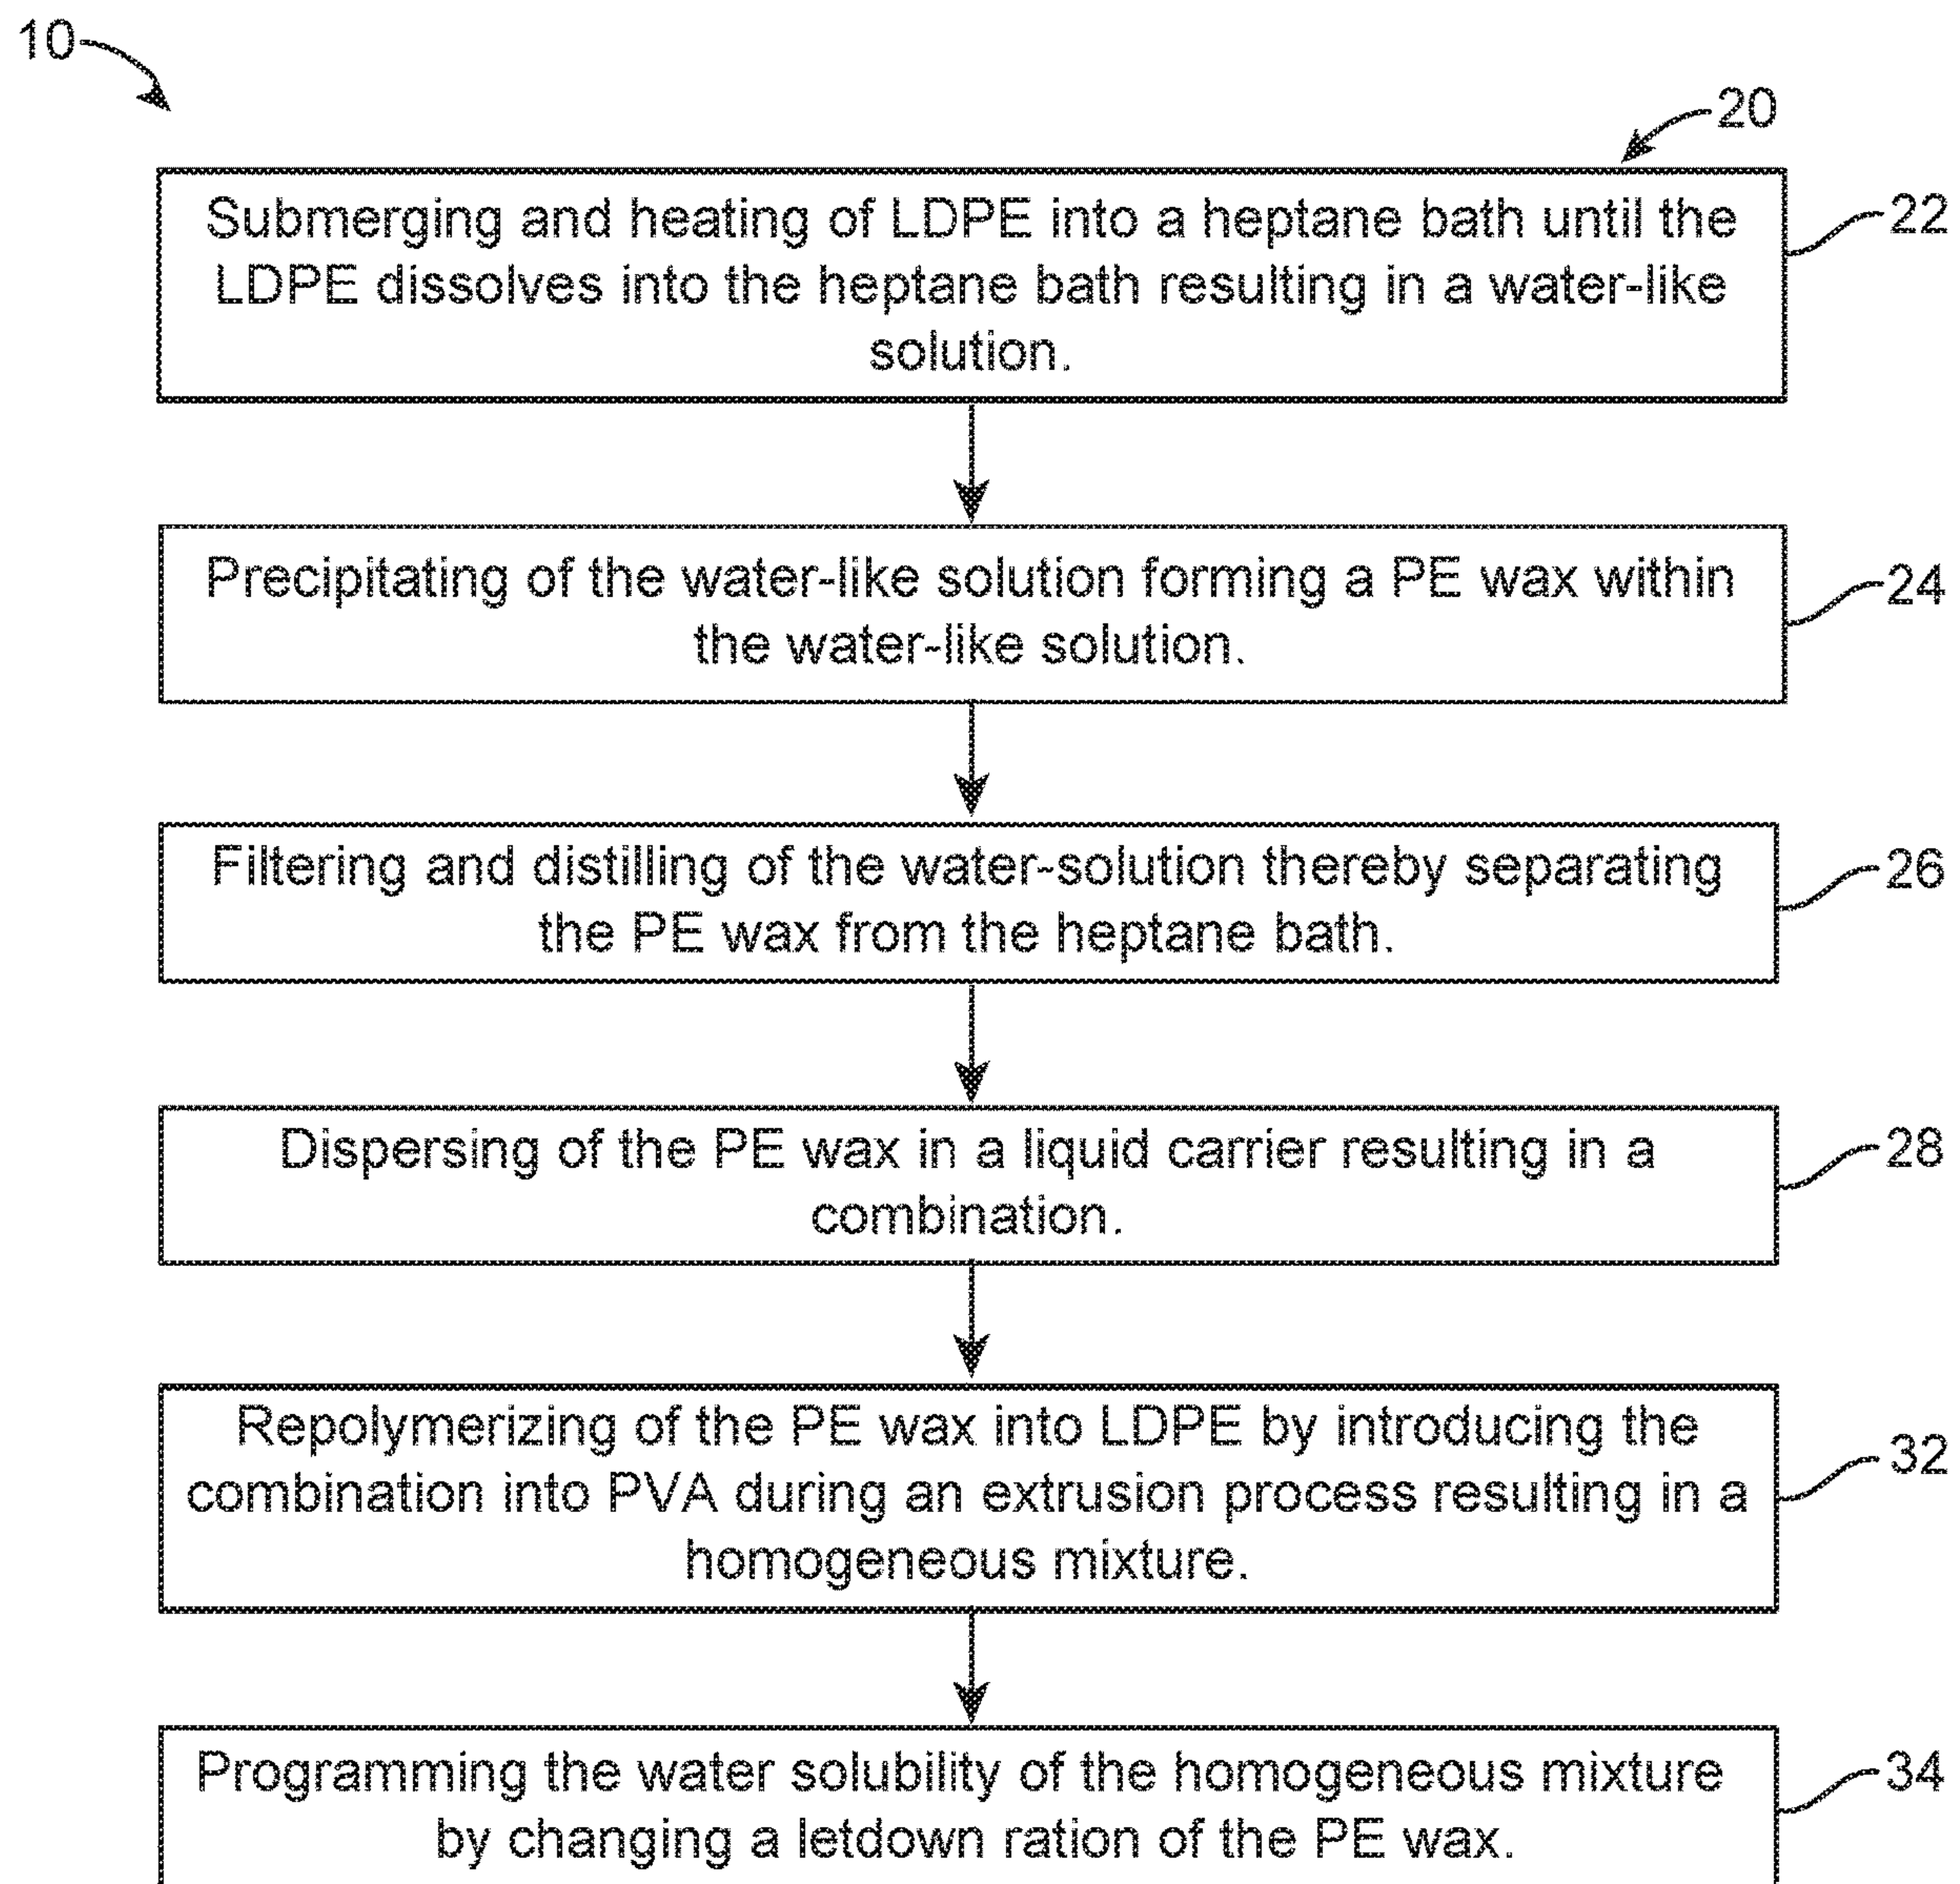 10
20
Submerging and heating of LDPE into a heptane bath until the
LDPE dissolves into the heptane bath resulting in a water-like
solution.
22
Precipitating of the water-like solution forming a PE wax within
the water-like solution.
24
Filtering and distilling of the water-solution thereby separating
the PE wax from the heptane bath.
26
Dispersing of the PE wax in a liquid carrier resulting in a
combination.
28
Repolymerizing of the PE wax into LDPE by introducing the
combination into PVA during an extrusion process resulting in a
homogeneous mixture.
32
Programming the water solubility of the homogeneous mixture
by changing a letdown ration of the PE wax.
34